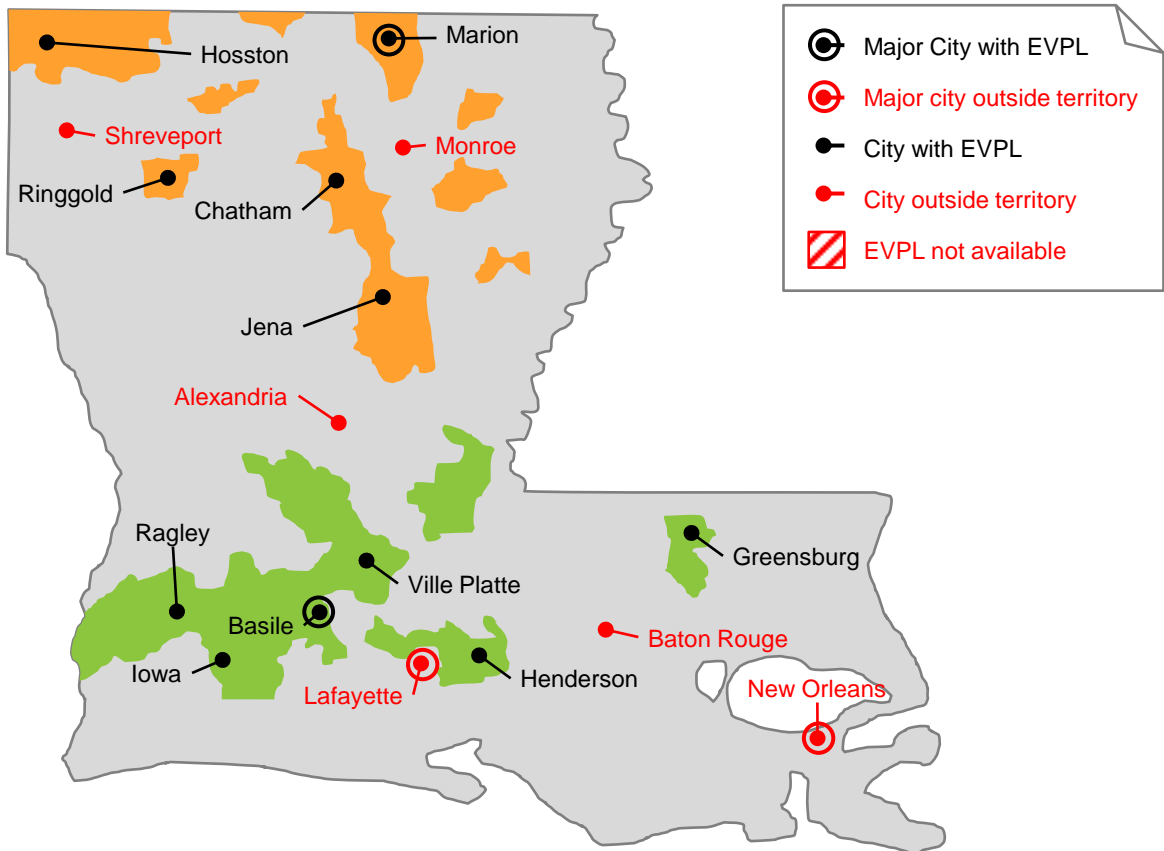 Hosston
Marion
Shreveport
Monroe
Ringgold
Chatham
Jena
Alexandria
Ragley
Ville Platte
Greensburg
Basile
Baton Rouge
Iowa
Henderson
Lafayette
New Orleans
Major City with EVPL
Major city outside territory
City with EVPL
City outside territory
EVPL not available